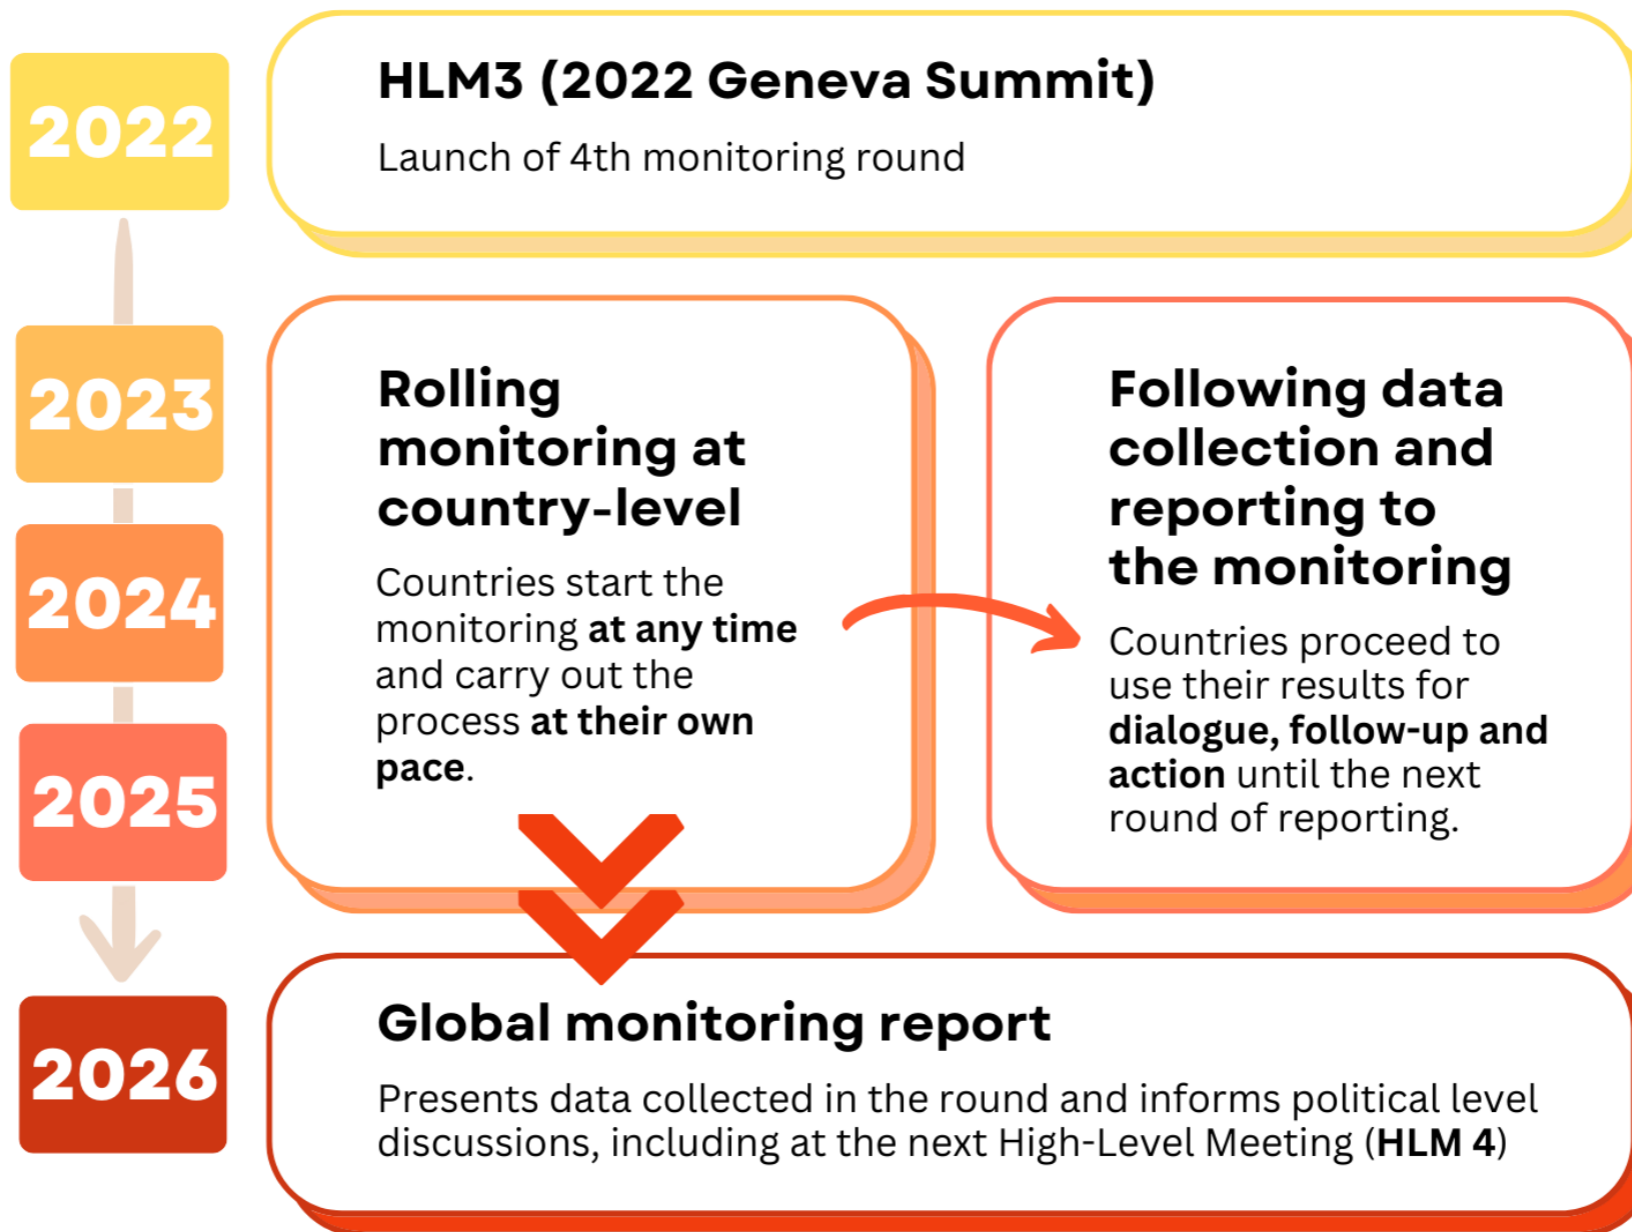 2022
HLM3 (2022 Geneva Summit)
Launch of 4th monitoring round
2023
2024
2025
Rolling
monitoring at
country-level
Countries start the
monitoring at any time
and carry out the
process at their own
pace.
Following data
collection and
reporting to
the monitoring
Countries proceed to
use their results for
dialogue, follow-up and
action until the next
round of reporting.
2026
Global monitoring report
Presents data collected in the round and informs political level
discussions, including at the next High-Level Meeting (HLM 4)